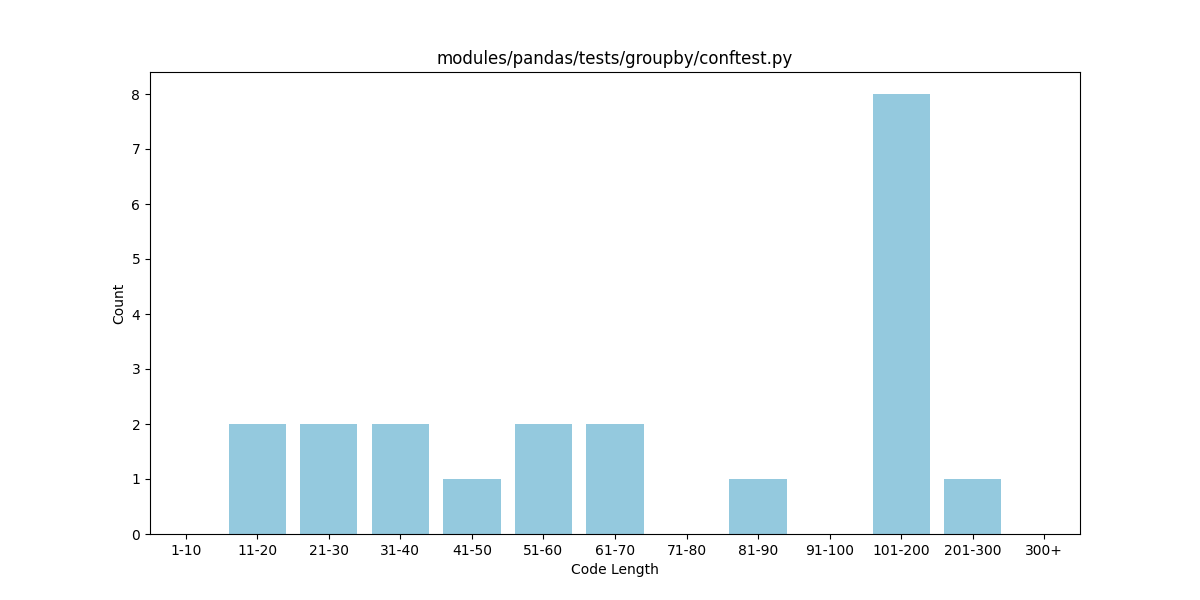 modules/pandas/tests/groupby/conftest.py
8
7
6
5
4
3
2
1
0
Count
1-10 11-20 21-30 31-40 41-50 51-60 61-70 71-80 81-90 91-100 101-200 201-300 300+
Code Length